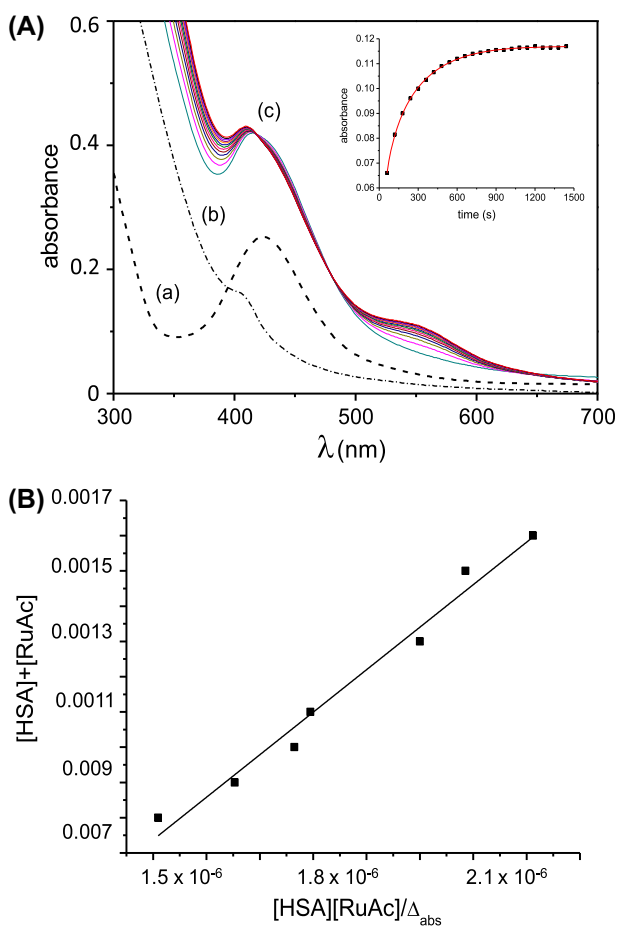 (A)
0.6
0.4
0.2
0
absorbance
(a)
(b)
(c)
300
400
500
600
700
λ (nm)
0.12
0.11
0.10
0.09
0.08
0.07
0.06
absorbance
0
300
600
900
1200
1500
time (s)
(B)
0.0017
0.0015
0.0013
0.0011
0.009
0.007
[HSA]+[RuAc]
1.5 x 10⁻⁶
1.8 x 10⁻⁶
2.1 x 10⁻⁶
[HSA][RuAc]/Δabs